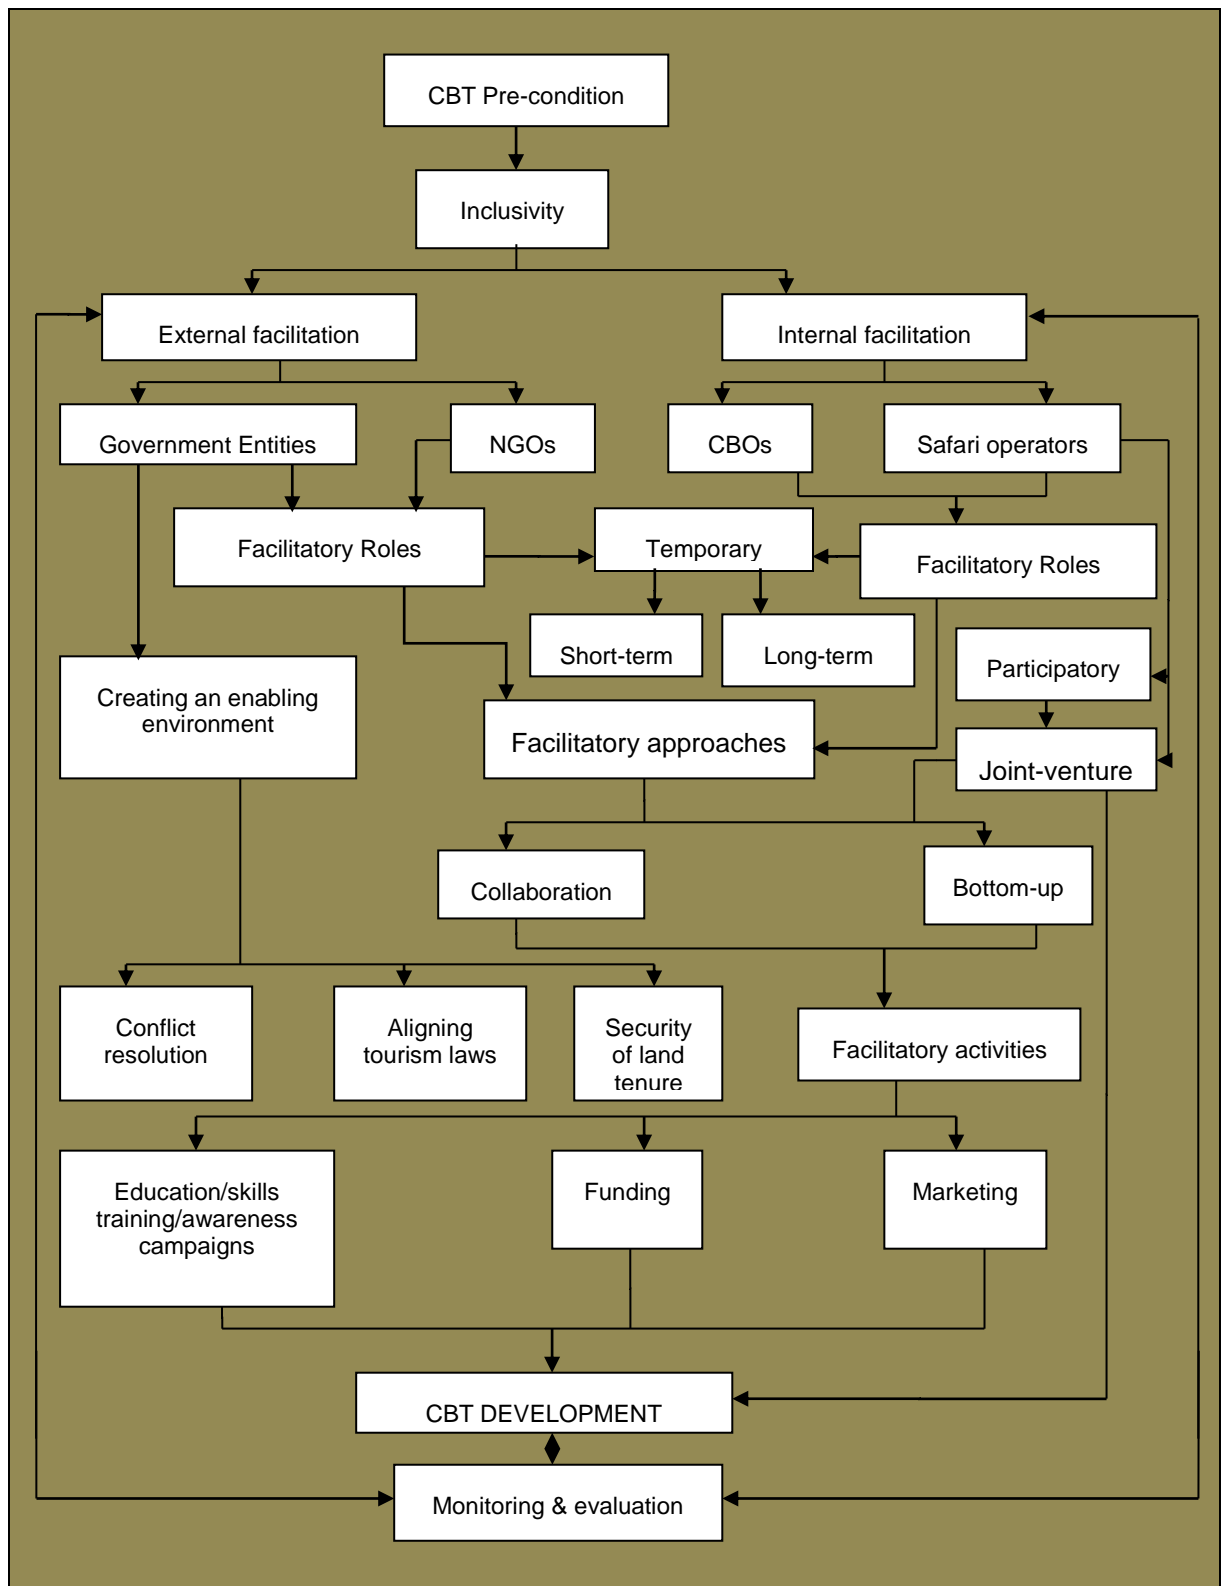 CBT Pre-condition
Inclusivity
External facilitation
Internal facilitation
Government Entities
NGOs
CBOs
Safari operators
Facilitatory Roles
Temporary
Facilitatory Roles
Short-term
Long-term
Participatory
Creating an enabling
environment
Facilitatory approaches
Joint-venture
Collaboration
Bottom-up
Conflict
resolution
Aligning
tourism laws
Security
of land
tenure
Facilitatory activities
Education/skills
training/awareness
campaigns
Funding
Marketing
CBT DEVELOPMENT
Monitoring & evaluation